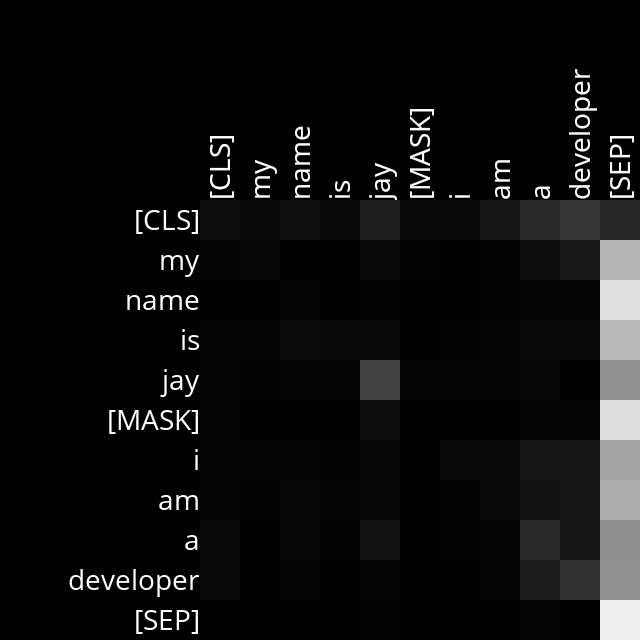 [CLS]
my
name
is
jay
[MASK]
i
am
a
developer
[SEP]
[CLS]
my
name
is
jay
[MASK]
i
am
a
developer
[SEP]